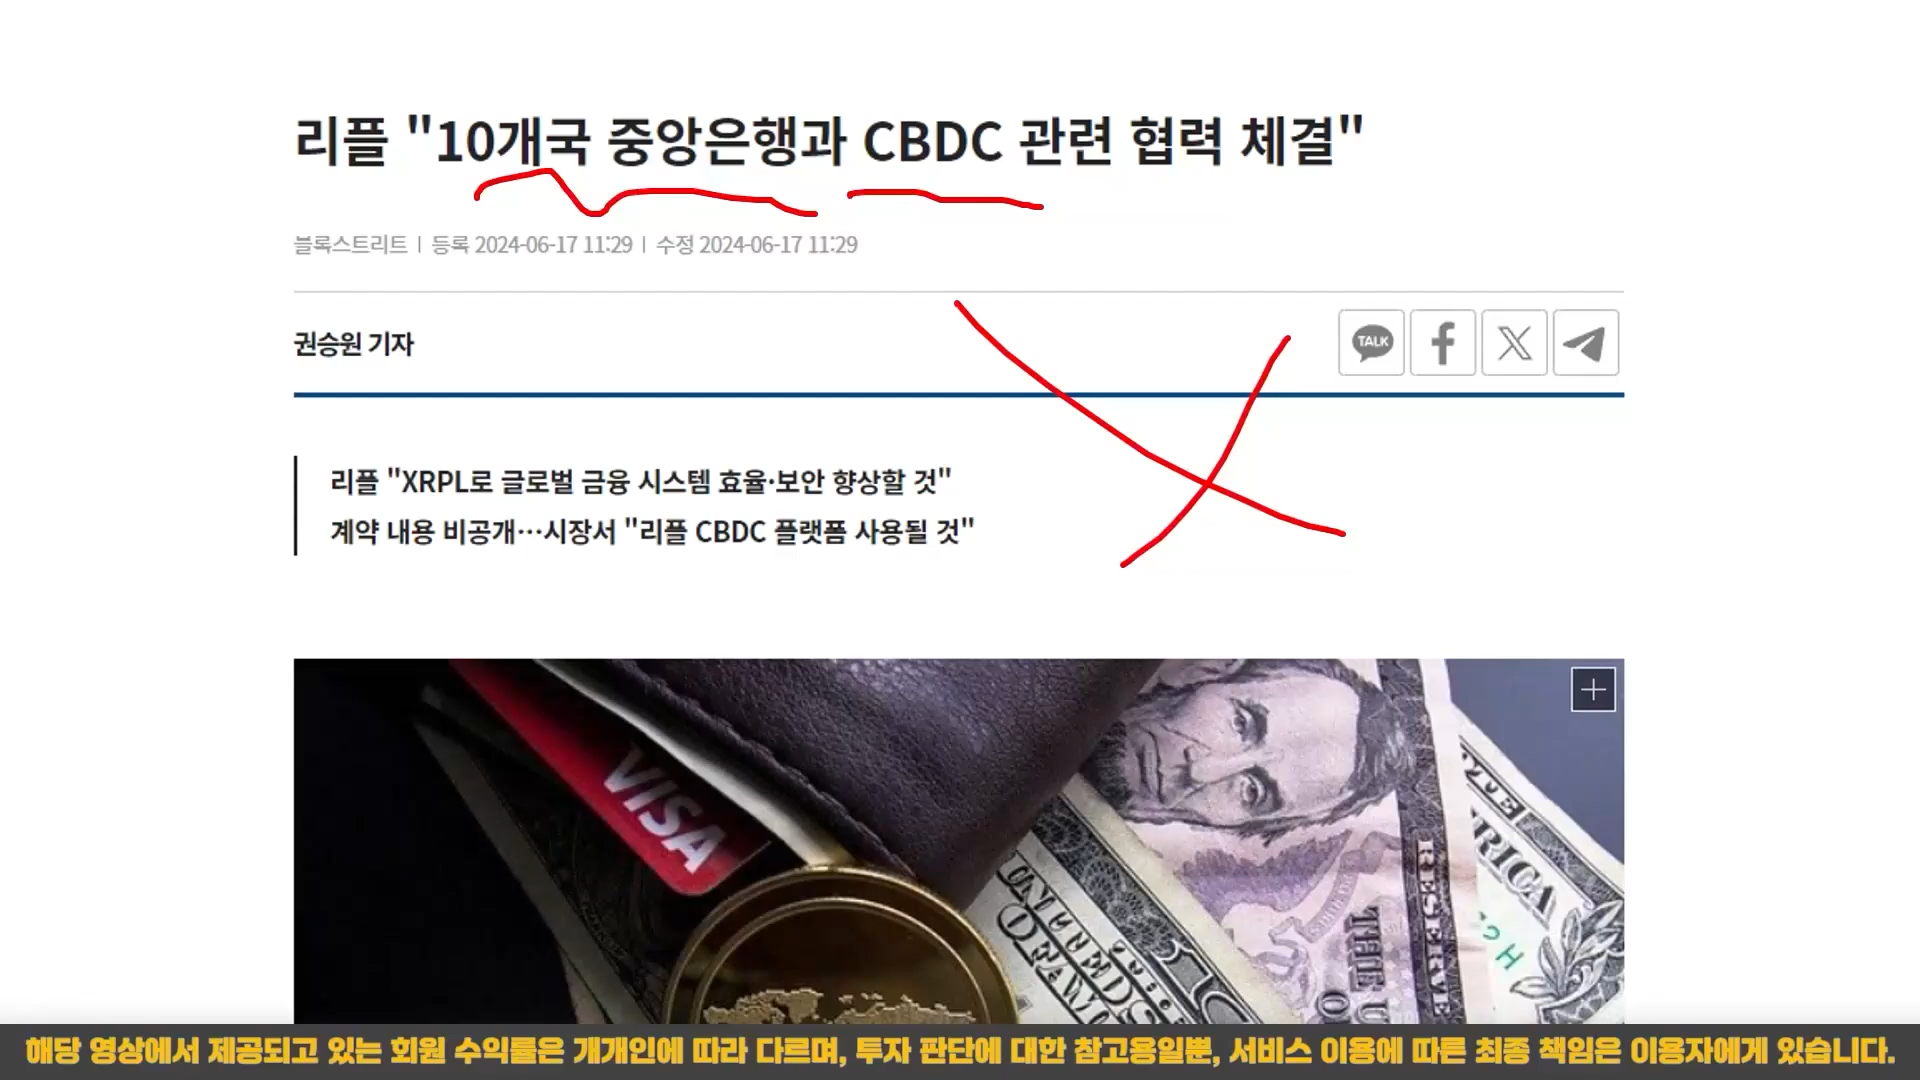 리플 "10개국 중앙은행과 CBDC 관련 협력 체결"
블록스트리트 | 등록 2024-06-17 11:29 | 수정 2024-06-17 11:29
권승원 기자
TALK
리플 "XRPL로 글로벌 금융 시스템 효율·보안 향상할 것"
계약 내용 비공개…시장서 "리플 CBDC 플랫폼 사용될 것"
VISA
RESERVE
해당 영상에서 제공되고 있는 회원 수익률은 개개인에 따라 다르며, 투자 판단에 대한 참고용일뿐, 서비스 이용에 따른 최종 책임은 이용자에게 있습니다.